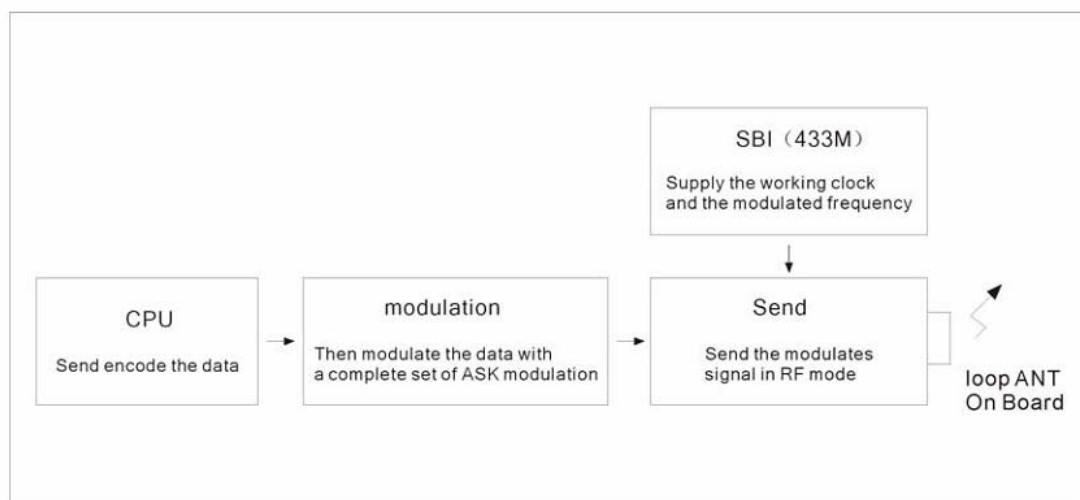 SBI（433M）
Supply the working clock
and the modulated frequency
CPU
Send encode the data
modulation
Then modulate the data with
a complete set of ASK modulation
Send
Send the modulates
signal in RF mode
loop ANT
On Board